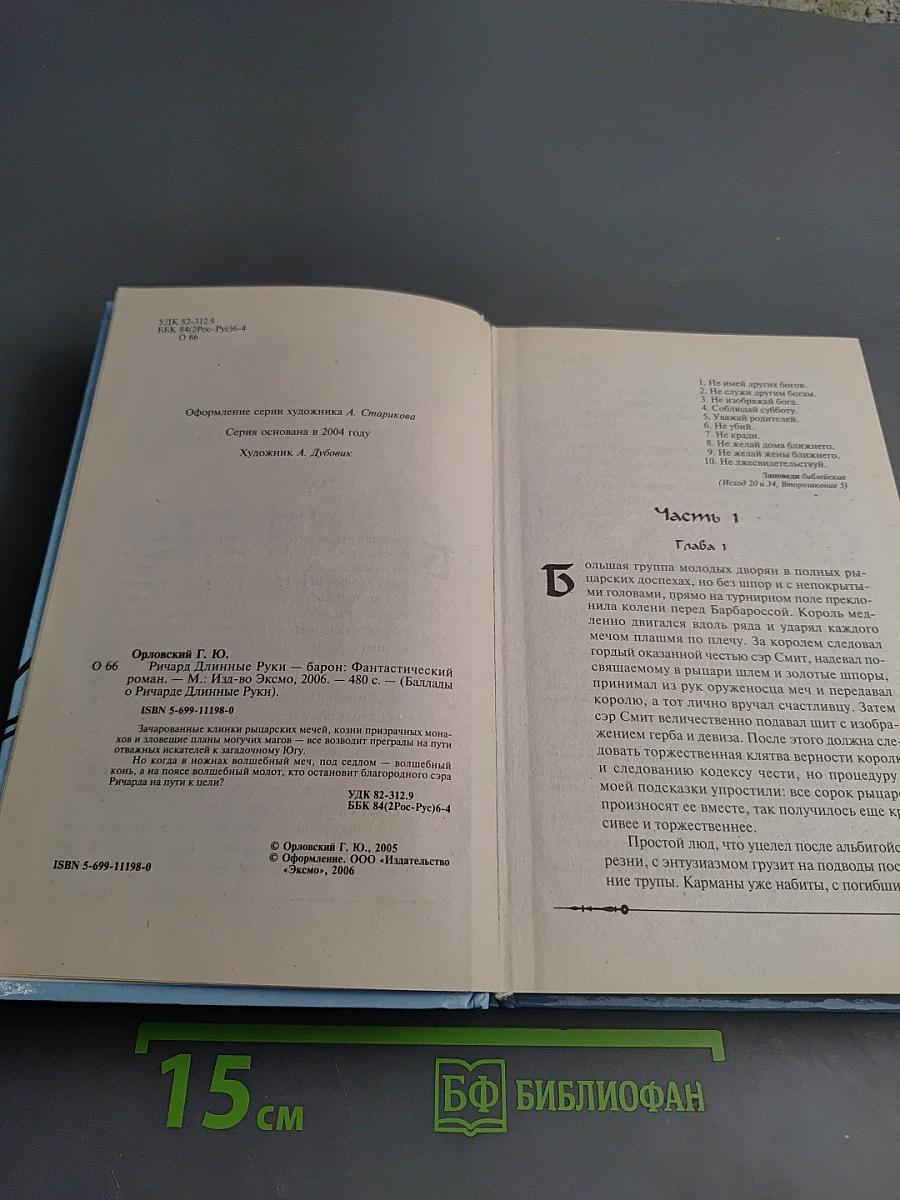 УДК 82-312.9
ББК 84(2Рос-Рус)6-4
О 66
Оформление серии художника А. Старикова
Серия основана в 2004 году
Художник А. Дубовик
Орловский Г. Ю.
О 66 Ричард Длинные Руки — барон: Фантастический
роман. — М.: Изд-во Эксмо, 2006. — 480 с. — (Баллады
о Ричарде Длинные Руки).
ISBN 5-699-11198-0
Зачарованные клинки рыцарских мечей, козни призрачных мона-
хов и зловещие планы могучих магов — все возводит преграды на пути
отважных искателей к загадочному Югу.
Но когда в ножнах волшебный меч, под седлом — волшебный
конь, а на поясе волшебный молот, кто остановит благородного сэра
Ричарда на пути к цели?
УДК 82-312.9
ББК 84(2Рос-Рус)6-4
© Орловский Г. Ю., 2005
© Оформление. ООО «Издательство
«Эксмо», 2006
ISBN 5-699-11198-0
1. Не имей других богов.
2. Не служи другим богам.
3. Не изображай бога.
4. Соблюдай субботу.
5. Уважай родителей.
6. Не убий.
7. Не кради.
8. Не желай дома ближнего.
9. Не желай жены ближнего.
10. Не лжесвидетельствуй.
Заповеди библейские
(Исход 20 и 34, Второзаконие 5)
Часть 1
Глава 1
Большая группа молодых дворян в полных ры-
царских доспехах, но без шпор и с непокрыты-
ми головами, прямо на турнирном поле прекло-
нила колени перед Барбароссой. Король мед-
ленно двигался вдоль ряда и ударял каждого
мечом плашмя по плечу. За королем следовал
гордый оказанной честью сэр Смит, надевал по-
свящаемому в рыцари шлем и золотые шпоры,
принимал из рук оруженосца меч и передавал
королю, а тот лично вручал счастливцу. Затем
сэр Смит величественно подавал щит с изобра-
жением герба и девиза. После этого должна сле-
довать торжественная клятва верности королю
и следованию кодексу чести, но процедуру
моей подсказки упростили: все сорок рыцаре
произносят ее вместе, так получилось еще кр
сивее и торжественнее.
Простой люд, что уцелел после альбигойс
резни, с энтузиазмом грузит на подводы пос
ние трупы. Карманы уже набиты, с погибши
15 см
БФ БИБЛИОФАН